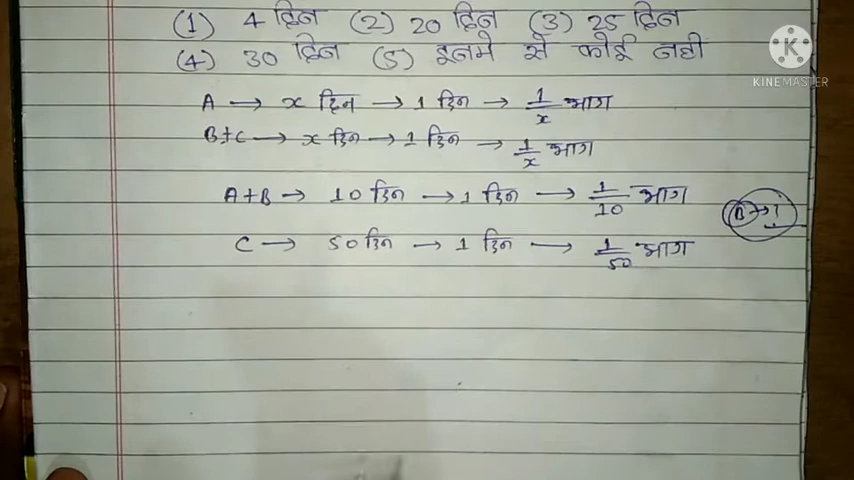 (1) 4 दिन (2) 20 दिन (3) 25 दिन
(4) 30 दिन (5) इनमे से कोई नही
A → x दिन → 1 दिन → 1/x भाग
B+C → x दिन → 1 दिन → 1/x भाग
A+B → 10 दिन → 1 दिन → 1/10 भाग
B → ?
C → 50 दिन → 1 दिन → 1/50 भाग
K
KINEMASTER